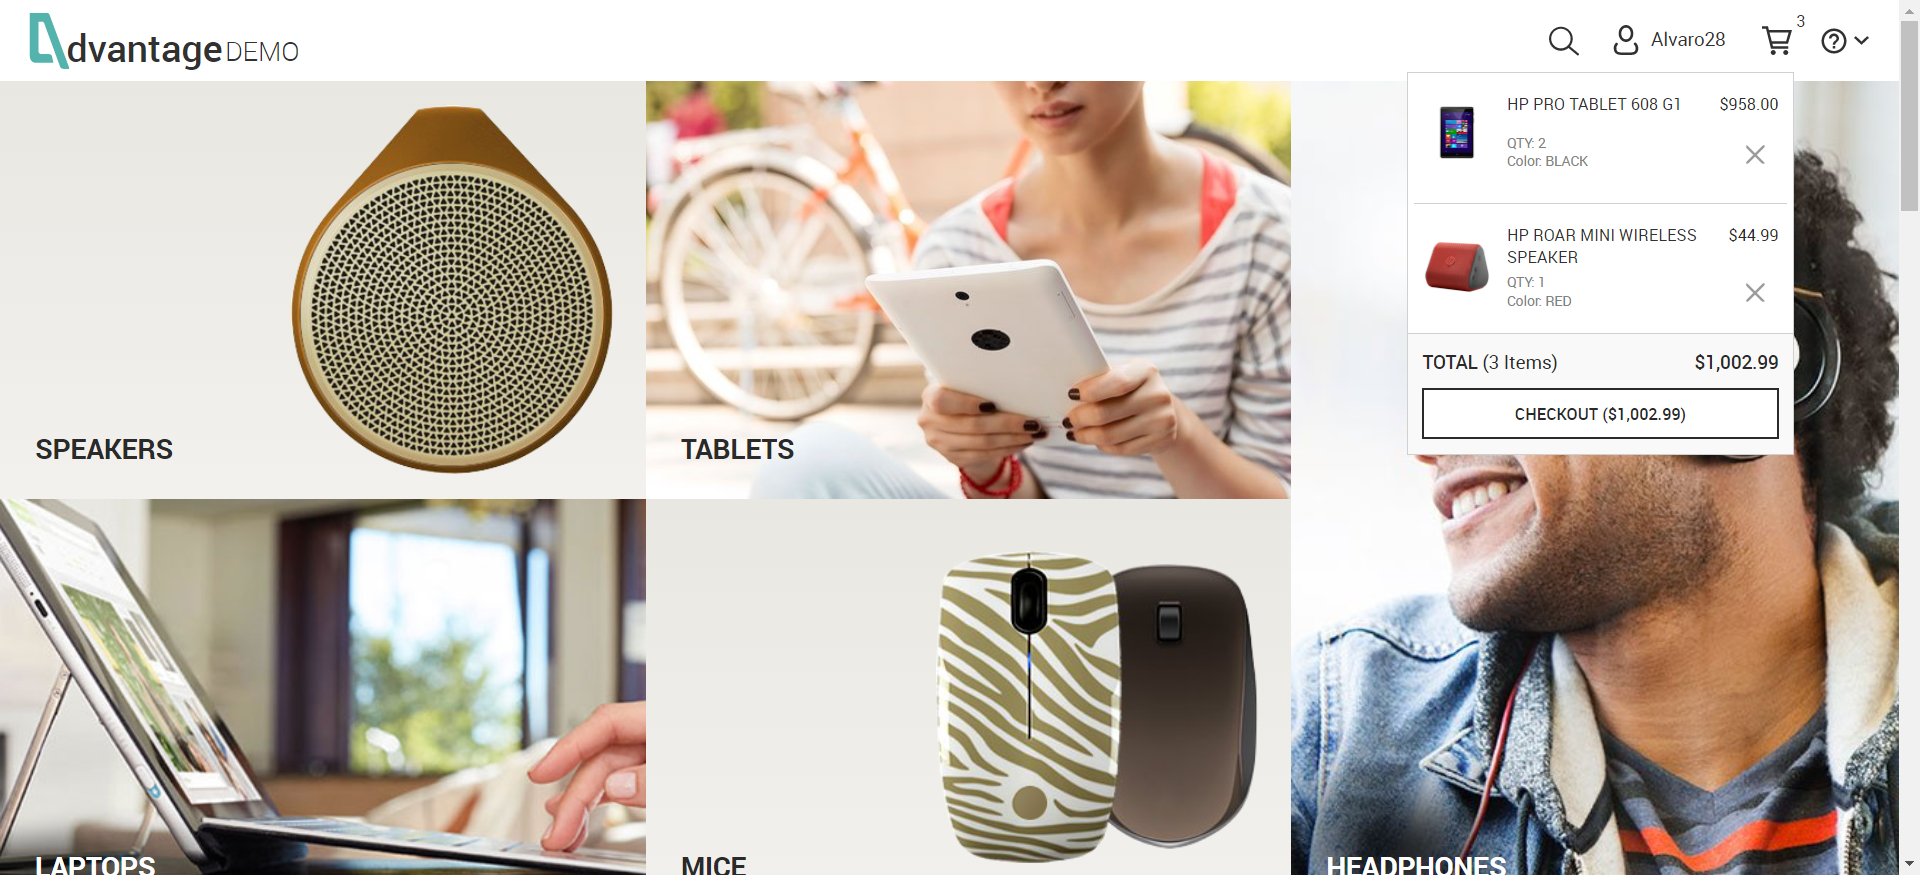 dvantage DEMO
Alvaro28
3
HP PRO TABLET 608 G1
$958.00
QTY: 2
Color: BLACK
HP ROAR MINI WIRELESS
SPEAKER
$44.99
QTY: 1
Color: RED
TOTAL (3 Items)
$1,002.99
CHECKOUT ($1,002.99)
SPEAKERS
TABLETS
LAPTOPS
MICE
HEADPHONES